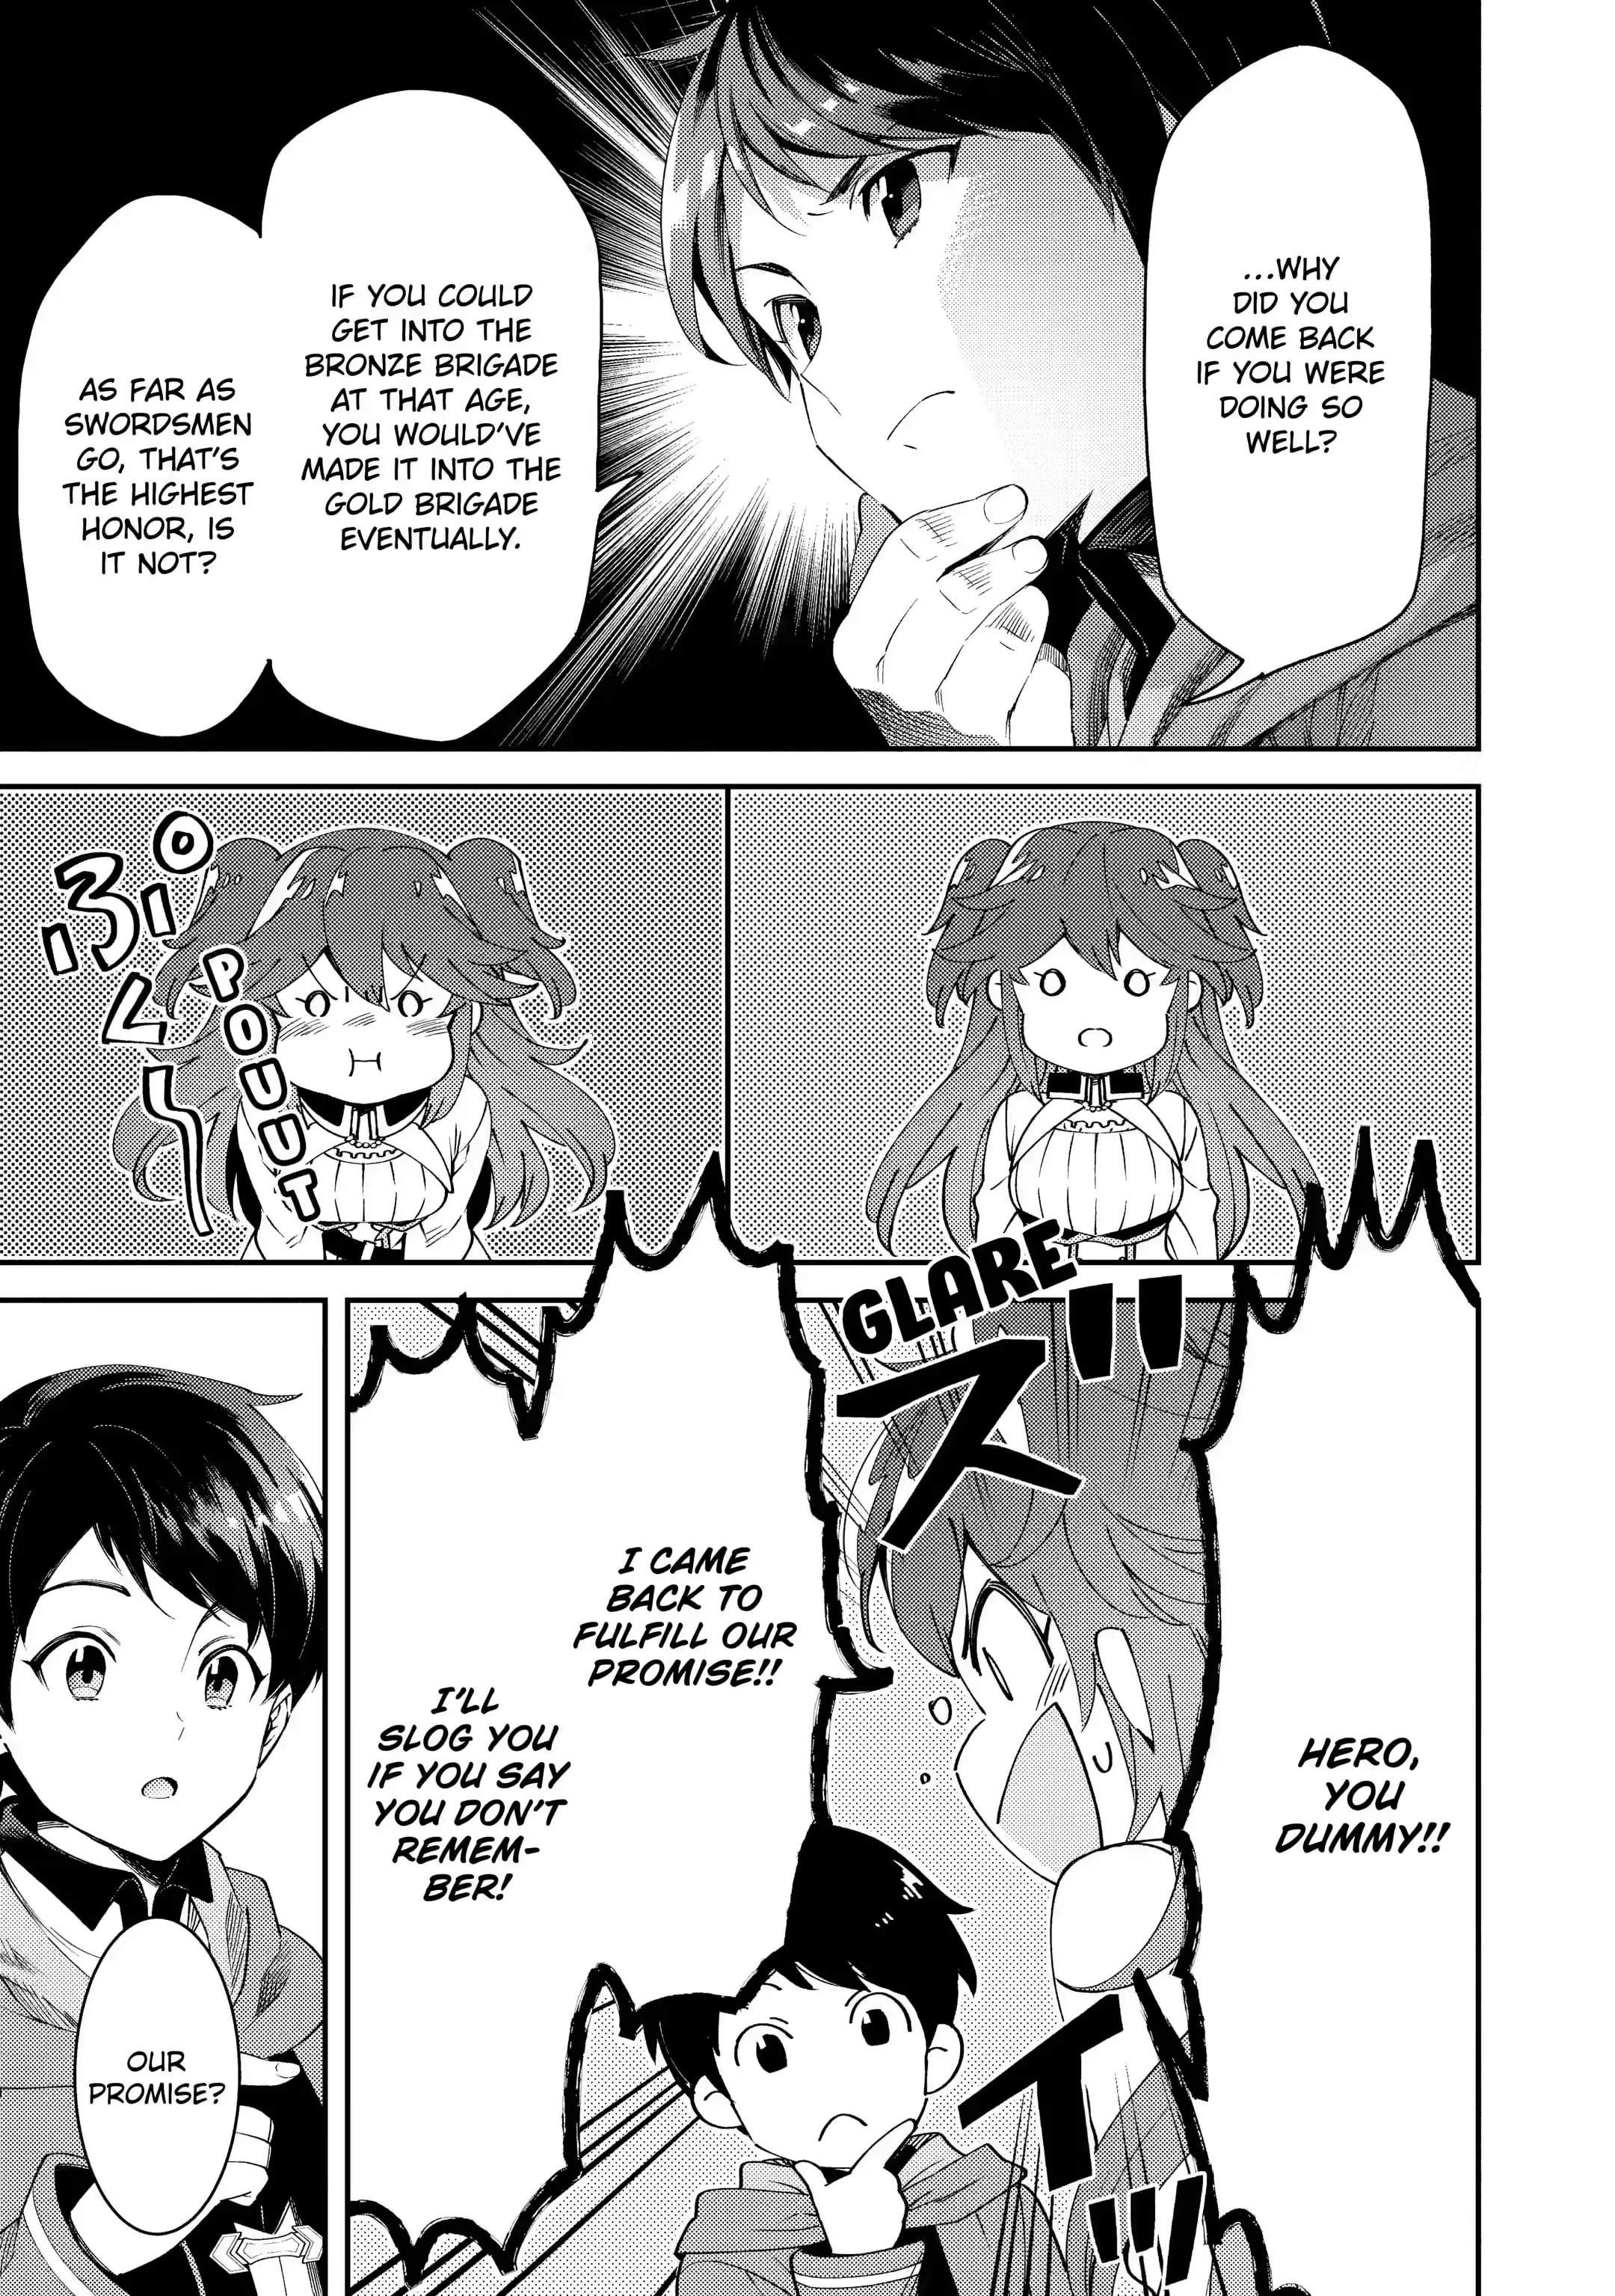 ...WHY
DID YOU
COME BACK
IF YOU WERE
DOING SO
WELL?
IF YOU COULD
GET INTO THE
BRONZE BRIGADE
AT THAT AGE,
YOU WOULD'VE
MADE IT INTO THE
GOLD BRIGADE
EVENTUALLY.
AS FAR AS
SWORDSMEN
GO, THAT'S
THE HIGHEST
HONOR, IS
IT NOT?
ぷくーっ
POUUT
GLARE
ズイッ
HERO,
YOU
DUMMY!!
I CAME
BACK TO
FULFILL OUR
PROMISE!!
I'LL
SLOG YOU
IF YOU SAY
YOU DON'T
REMEM-
BER!
OUR
PROMISE?